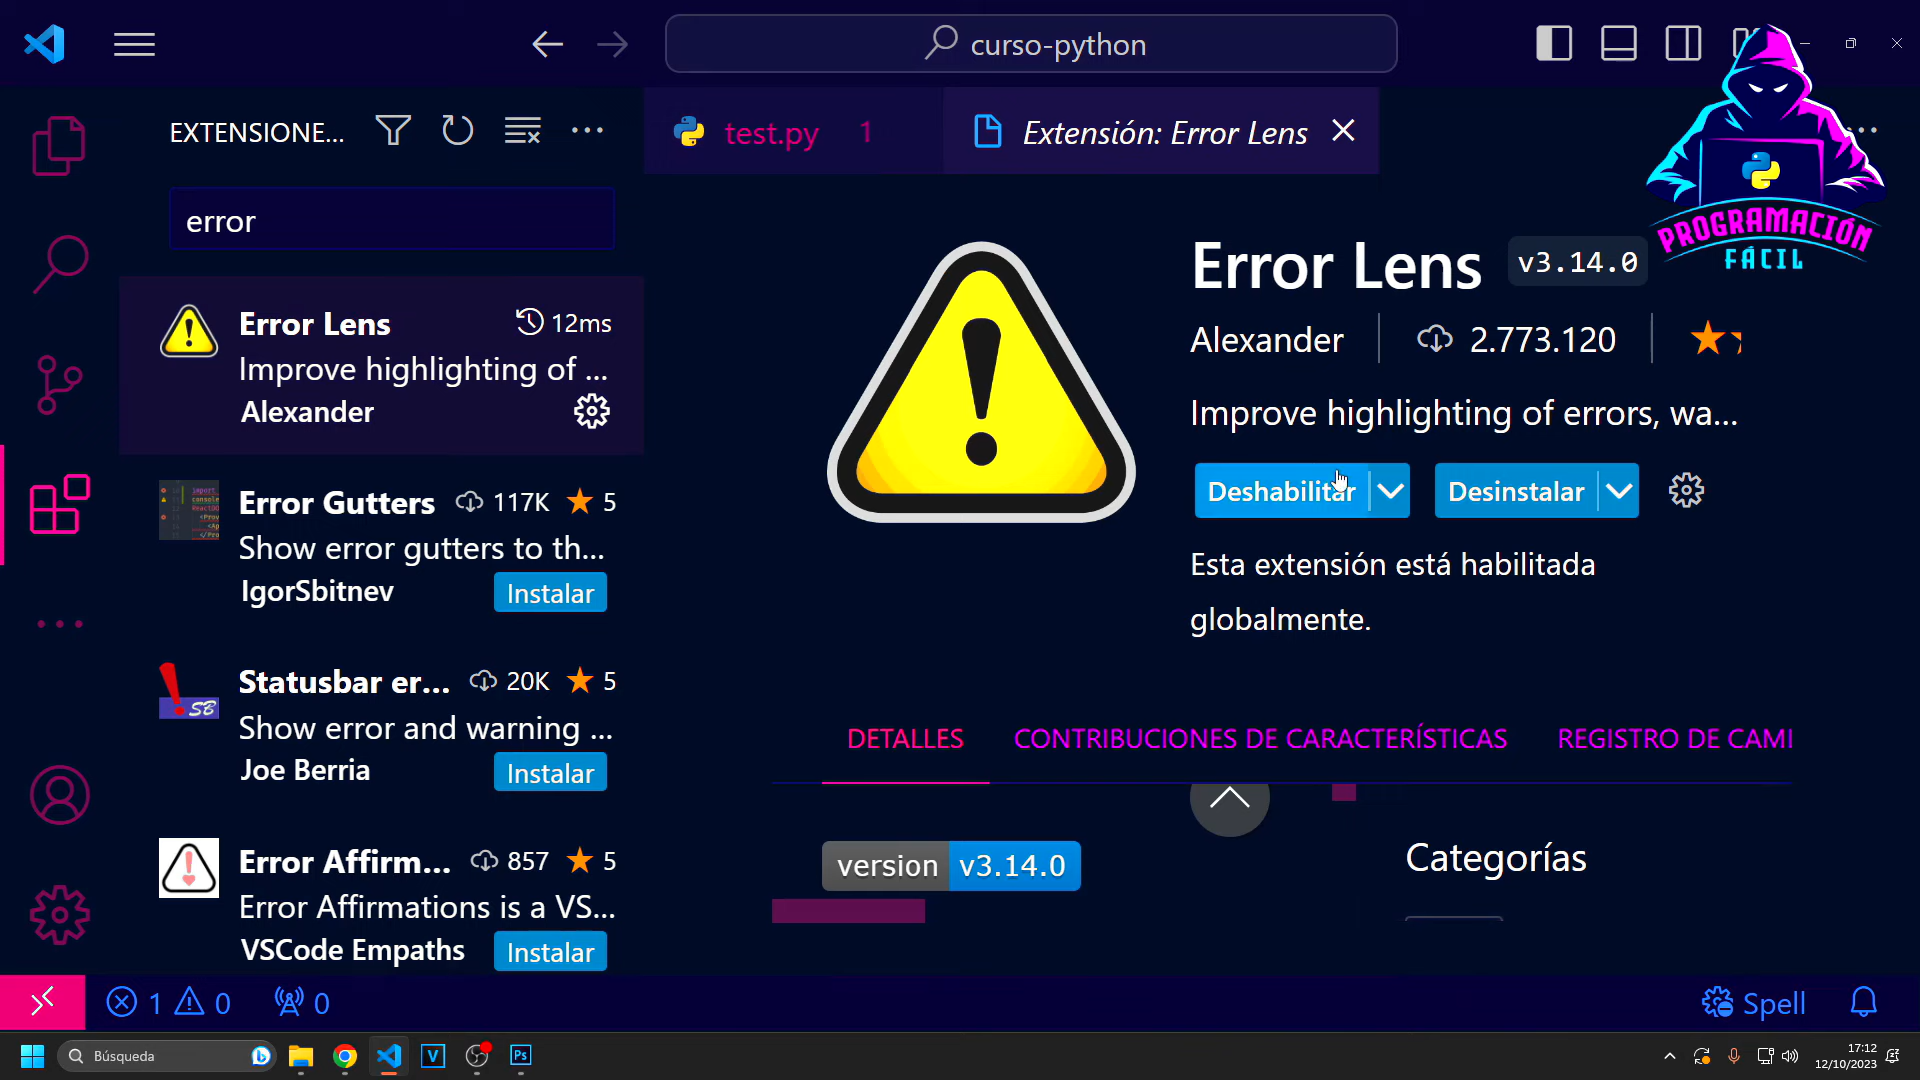 curso-python
EXTENSIONE...
test.py 1
Extensión: Error Lens
error
Error Lens 12ms
Improve highlighting of ...
Alexander
Error Gutters 117K 5
Show error gutters to th...
IgorSbitnev Instalar
Statusbar er... 20K 5
Show error and warning ...
Joe Berria Instalar
Error Affirm... 857 5
Error Affirmations is a VS...
VSCode Empaths Instalar
Error Lens v3.14.0
Alexander 2.773.120
Improve highlighting of errors, wa...
Deshabilitar Desinstalar
Esta extensión está habilitada
globalmente.
DETALLES CONTRIBUCIONES DE CARACTERÍSTICAS REGISTRO DE CAMI
version v3.14.0
Categorías
PROGRAMACIÓN
FÁCIL
1 0 0
Spell
Búsqueda
17:12
12/10/2023
SB
V
Ps